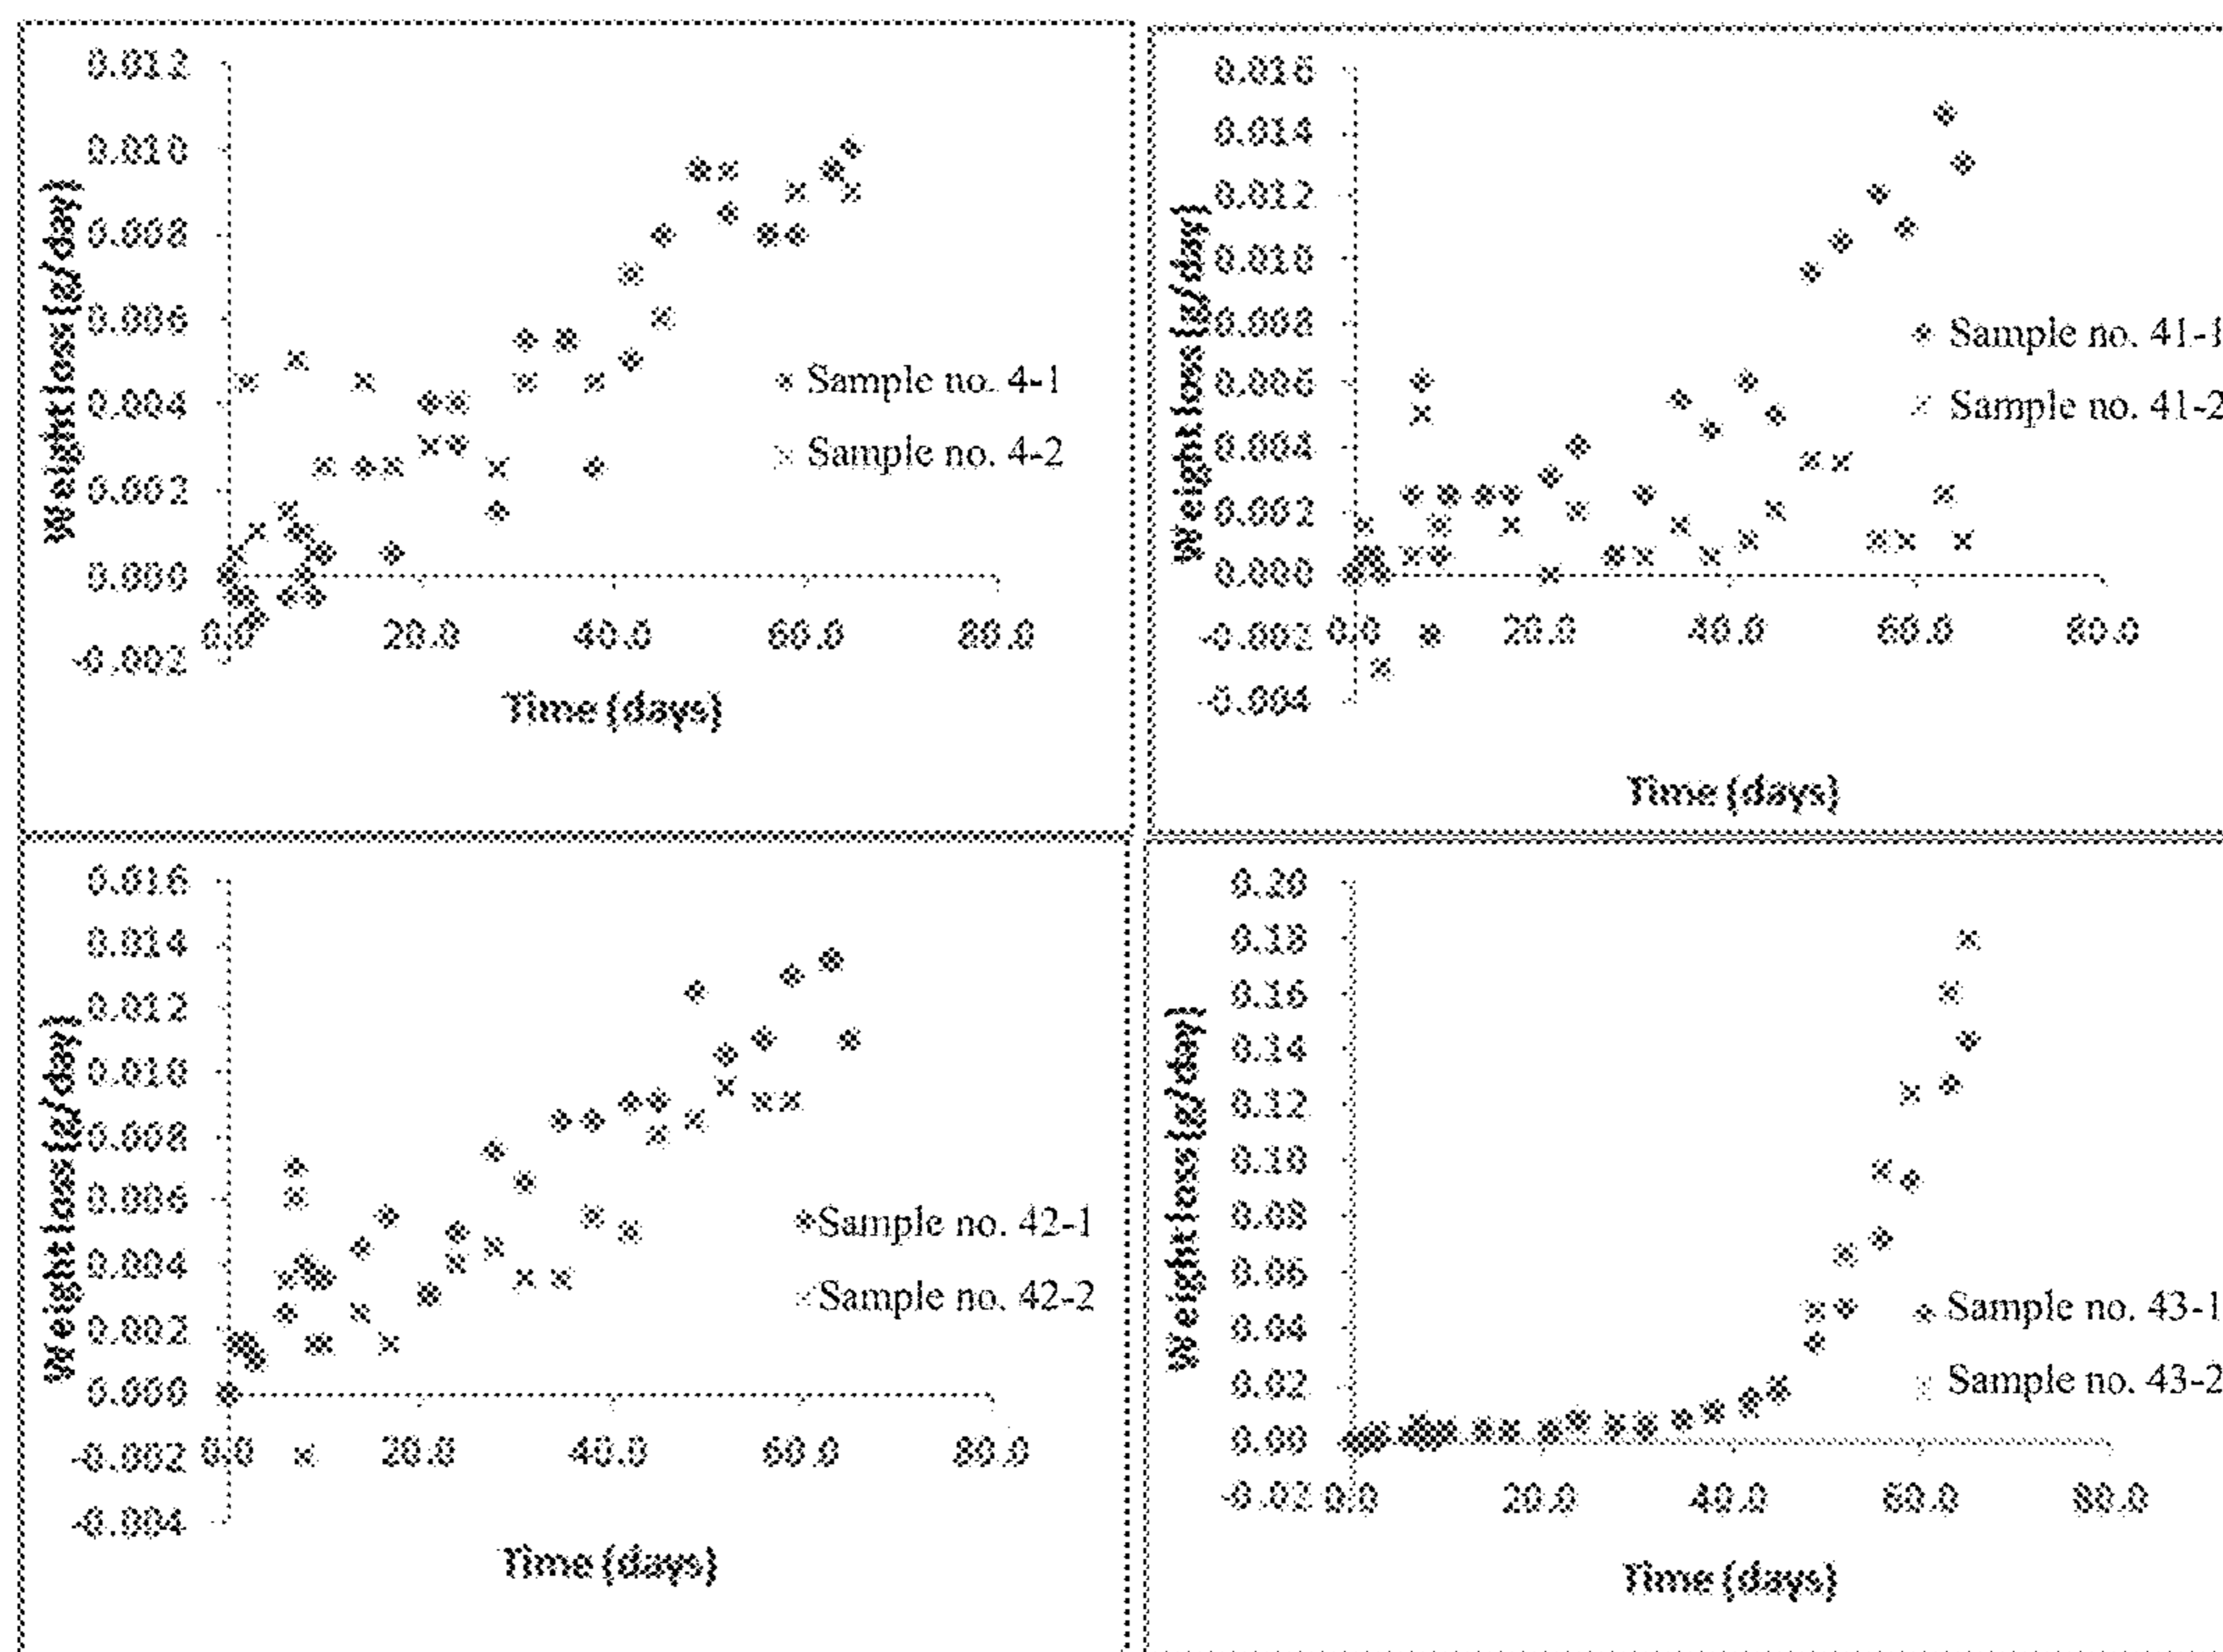 0.012
0.010
0.008
0.006
0.004
0.002
0.000
-0.002
0.0 20.0 40.0 60.0 80.0
Weight loss (g/day)
Time (days)
Sample no. 4-1
Sample no. 4-2
0.016
0.014
0.012
0.010
0.008
0.006
0.004
0.002
0.000
-0.002
-0.004
0.0 20.0 40.0 60.0 80.0
Weight loss (g/day)
Time (days)
Sample no. 41-1
Sample no. 41-2
0.016
0.014
0.012
0.010
0.008
0.006
0.004
0.002
0.000
-0.002
-0.004
0.0 20.0 40.0 60.0 80.0
Weight loss (g/day)
Time (days)
Sample no. 42-1
Sample no. 42-2
0.20
0.18
0.16
0.14
0.12
0.10
0.08
0.06
0.04
0.02
0.00
-0.02
0.0 20.0 40.0 60.0 80.0
Weight loss (g/day)
Time (days)
Sample no. 43-1
Sample no. 43-2